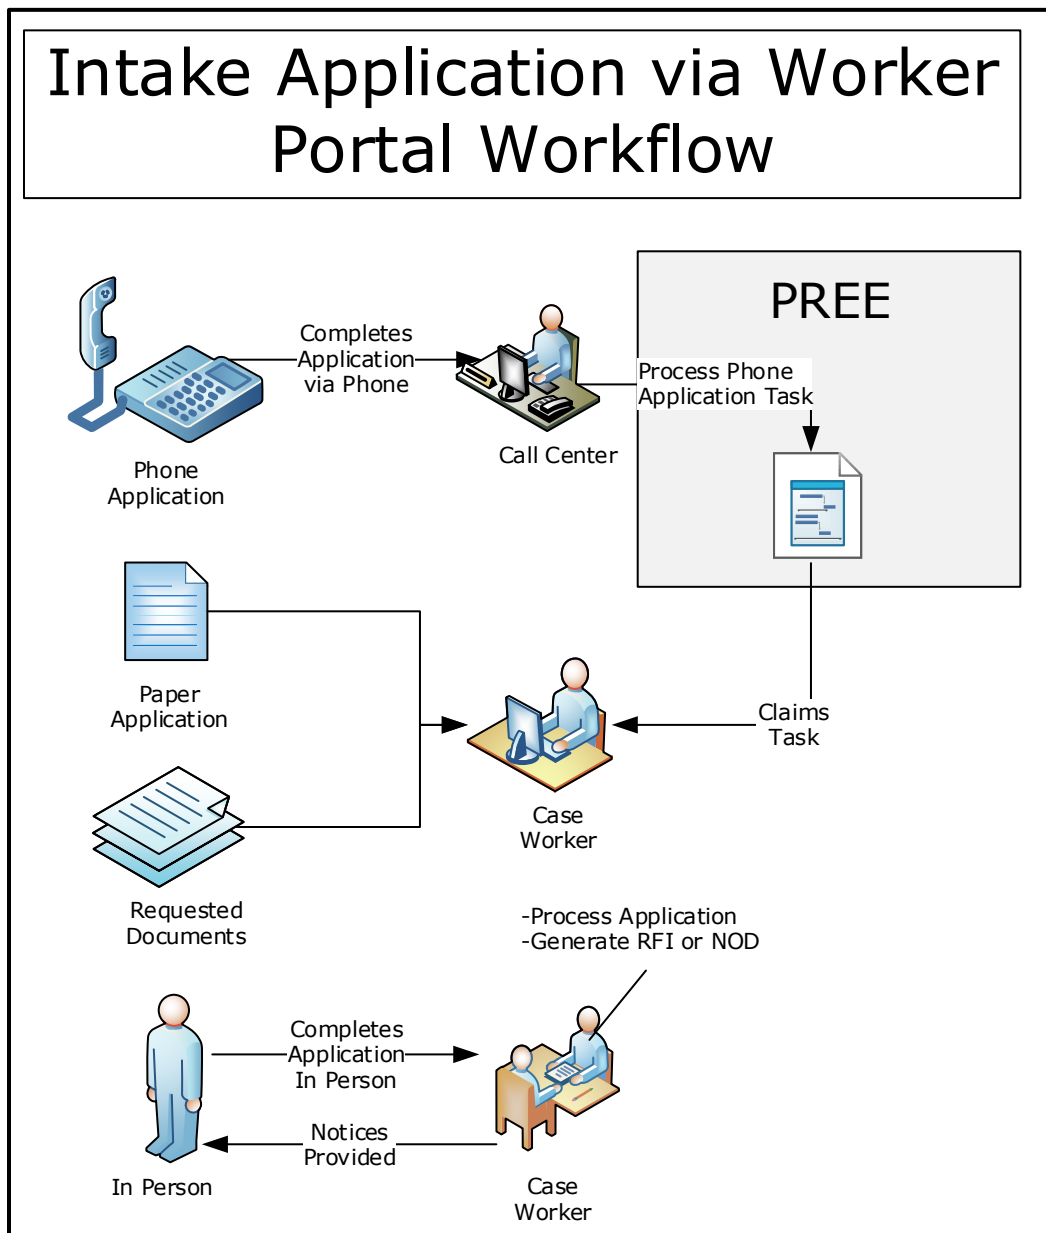 Intake Application via Worker
Portal Workflow
PREE
Completes
Application
via Phone
Process Phone
Application Task
Call Center
Phone
Application
Paper
Application
Claims
Task
Case
Worker
Requested
Documents
-Process Application
-Generate RFI or NOD
Completes
Application
In Person
Notices
Provided
In Person
Case
Worker